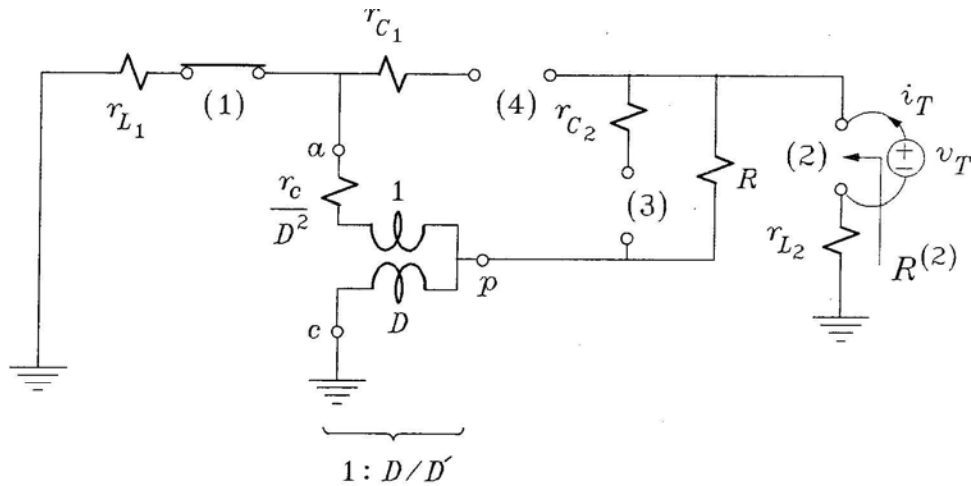 r_{C_1}
r_{L_1}
(1)
(4)
r_{C_2}
i_T
(2)
v_T
a
r_c / D^2
1
(3)
R
r_{L_2}
R^{(2)}
p
D
c
1 : D/D′